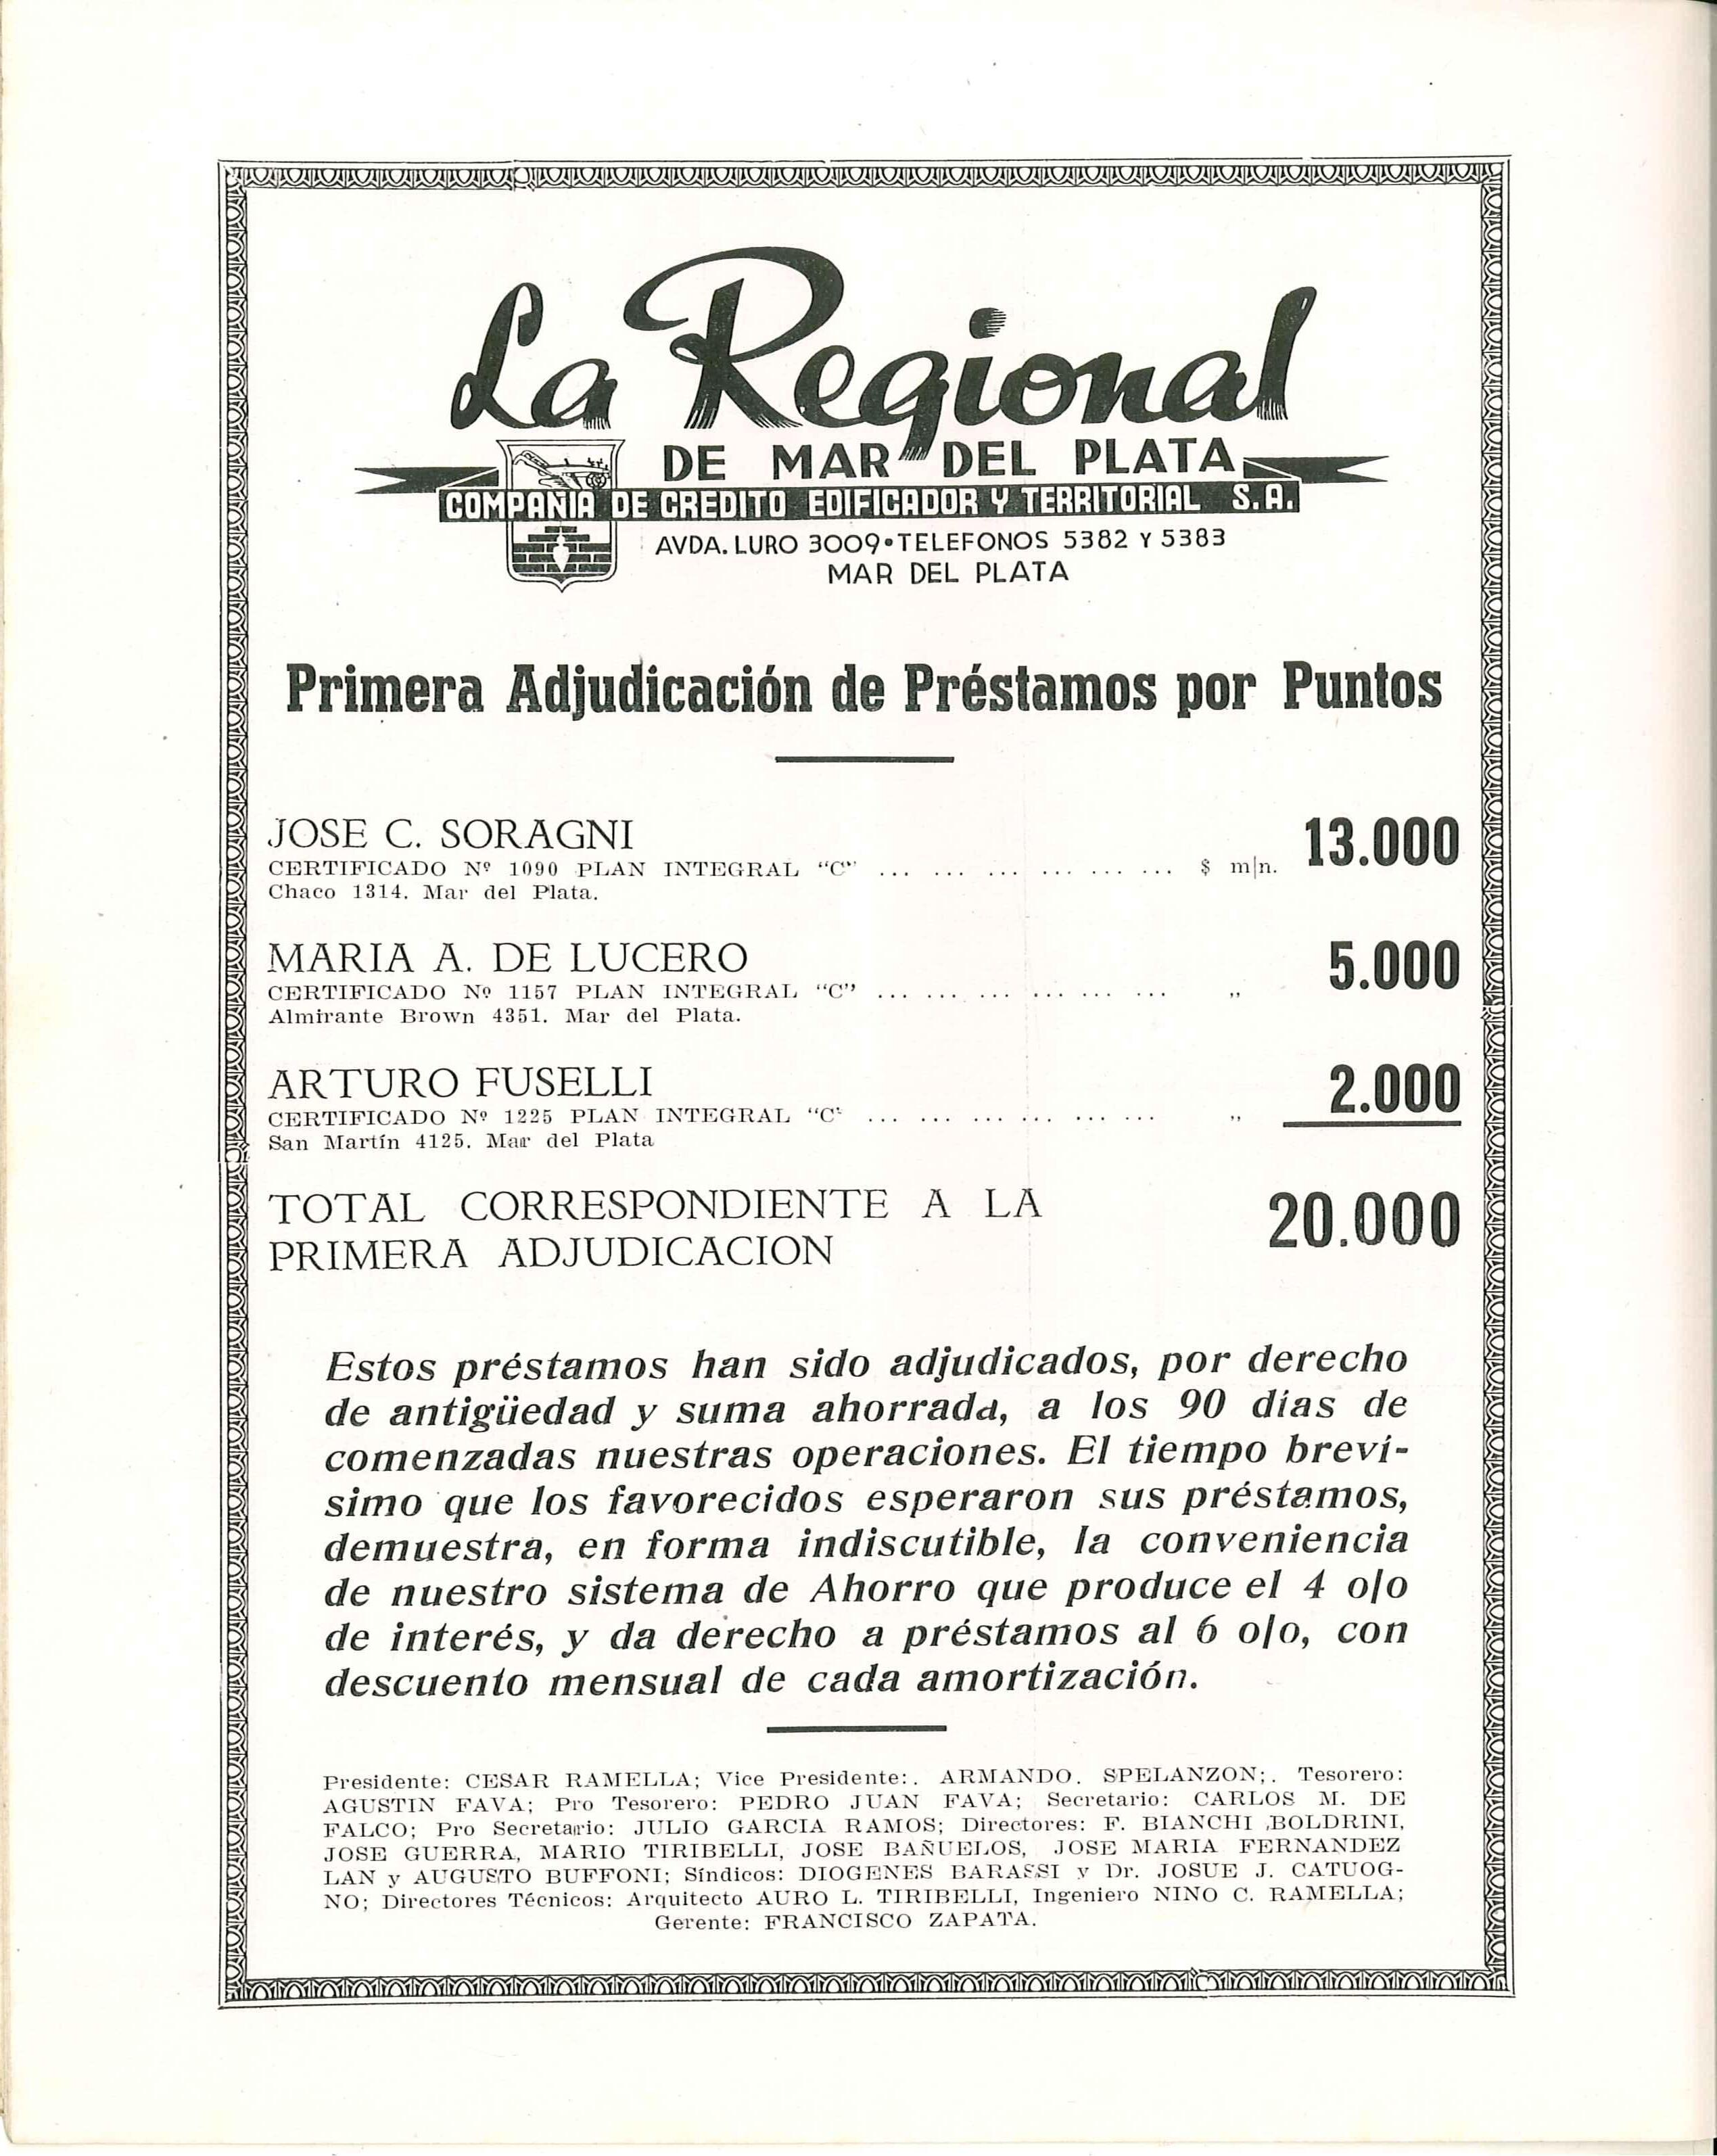 La Regional
DE MAR DEL PLATA
COMPAÑIA DE CREDITO EDIFICADOR Y TERRITORIAL S.A.
AVDA. LURO 3009•TELEFONOS 5382 Y 5383
MAR DEL PLATA
Primera Adjudicación de Préstamos por Puntos
JOSE C. SORAGNI
CERTIFICADO Nº 1090 PLAN INTEGRAL “C” ... ... ... ... ... ... $ m|n. 13.000
Chaco 1314. Mar del Plata.
MARIA A. DE LUCERO
CERTIFICADO Nº 1157 PLAN INTEGRAL “C” ... ... ... ... ... ... ,, 5.000
Almirante Brown 4351. Mar del Plata.
ARTURO FUSELLI
CERTIFICADO Nº 1225 PLAN INTEGRAL “C” ... ... ... ... ... ... ,, 2.000
San Martín 4125. Mar del Plata
TOTAL CORRESPONDIENTE A LA
PRIMERA ADJUDICACION 20.000
Estos préstamos han sido adjudicados, por derecho
de antigüedad y suma ahorrada, a los 90 días de
comenzadas nuestras operaciones. El tiempo breví-
simo que los favorecidos esperaron sus préstamos,
demuestra, en forma indiscutible, la conveniencia
de nuestro sistema de Ahorro que produce el 4 o|o
de interés, y da derecho a préstamos al 6 o|o, con
descuento mensual de cada amortización.
Presidente: CESAR RAMELLA; Vice Presidente:. ARMANDO. SPELANZON;. Tesorero:
AGUSTIN FAVA; Pro Tesorero: PEDRO JUAN FAVA; Secretario: CARLOS M. DE
FALCO; Pro Secretario: JULIO GARCIA RAMOS; Directores: F. BIANCHI BOLDRINI,
JOSE GUERRA, MARIO TIRIBELLI, JOSE BAÑUELOS, JOSE MARIA FERNANDEZ
LAN y AUGUSTO BUFFONI; Síndicos: DIOGENES BARASSI y Dr. JOSUE J. CATUOG-
NO; Directores Técnicos: Arquitecto AURO L. TIRIBELLI, Ingeniero NINO C. RAMELLA;
Gerente: FRANCISCO ZAPATA.